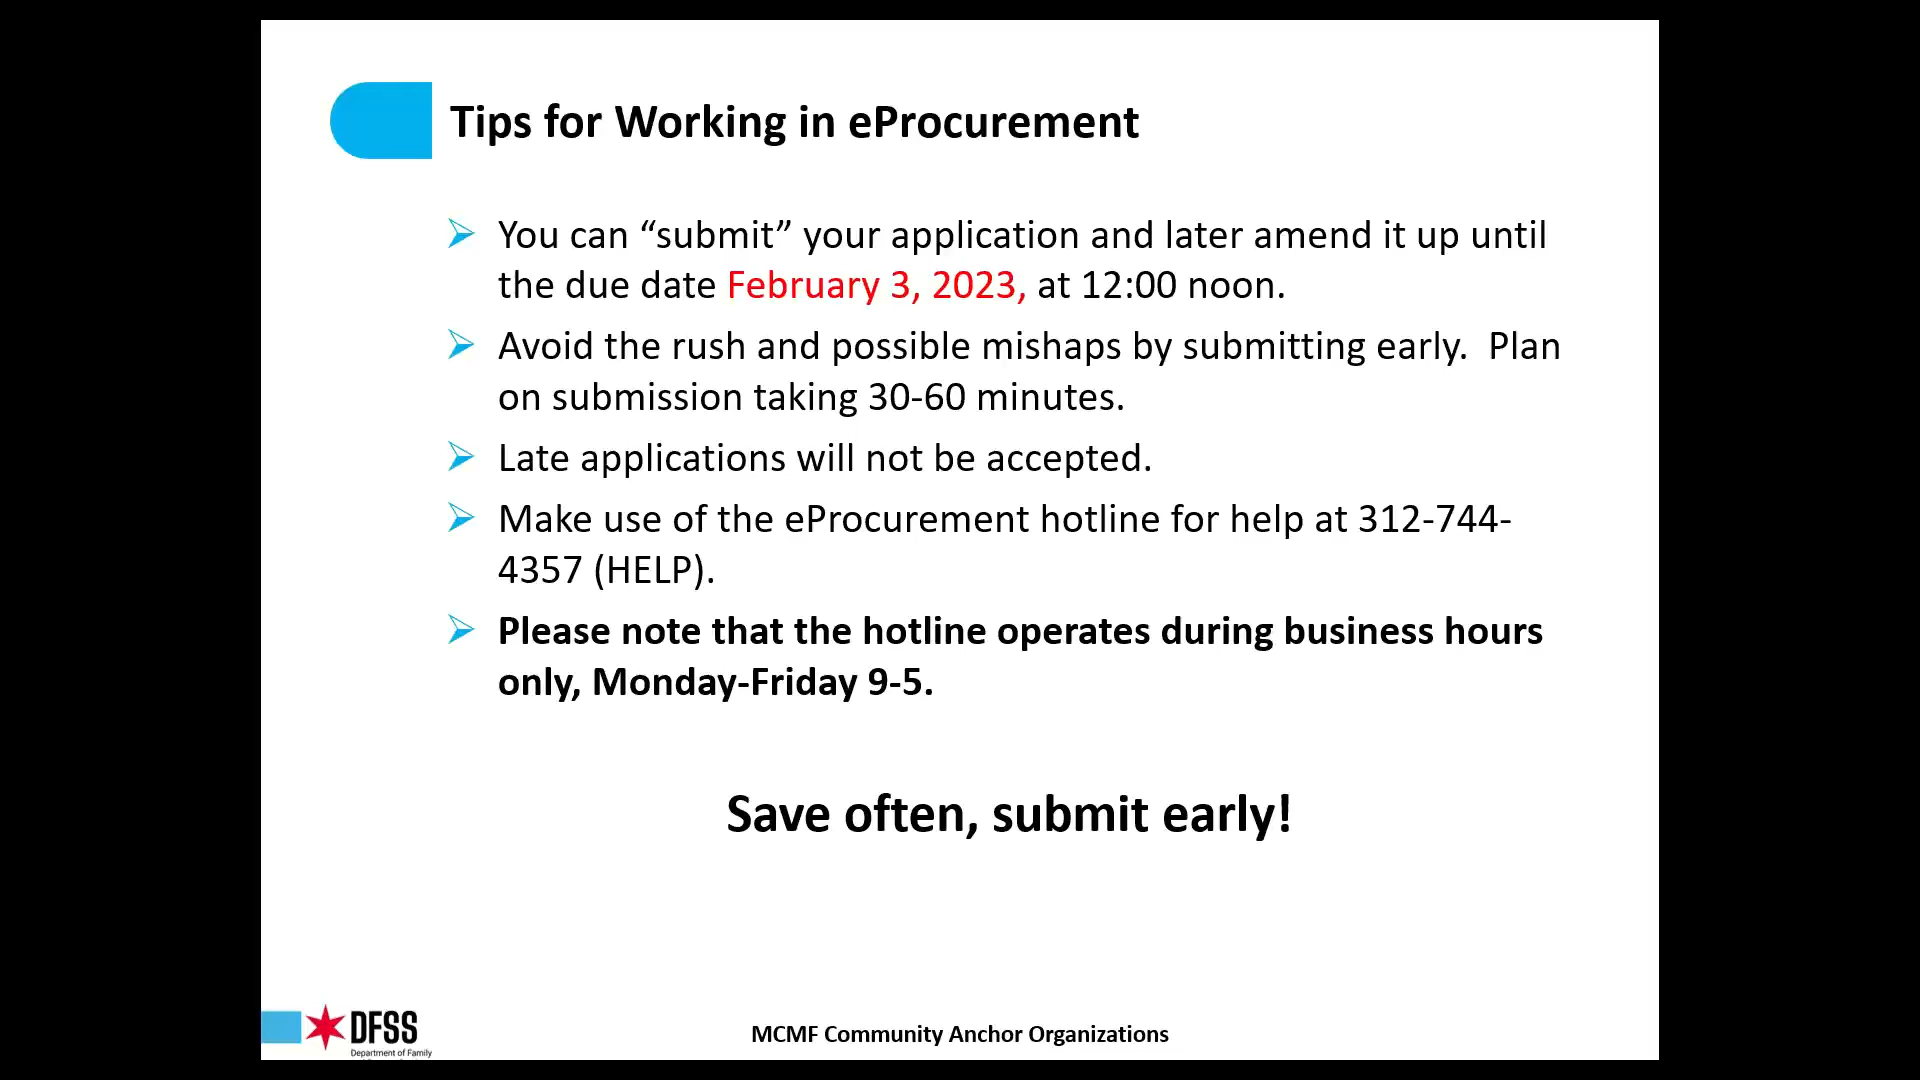 Tips for Working in eProcurement
You can “submit” your application and later amend it up until
the due date February 3, 2023, at 12:00 noon.
Avoid the rush and possible mishaps by submitting early.  Plan
on submission taking 30-60 minutes.
Late applications will not be accepted.
Make use of the eProcurement hotline for help at 312-744-
4357 (HELP).
Please note that the hotline operates during business hours
only, Monday-Friday 9-5.
Save often, submit early!
DFSS
Department of Family
MCMF Community Anchor Organizations